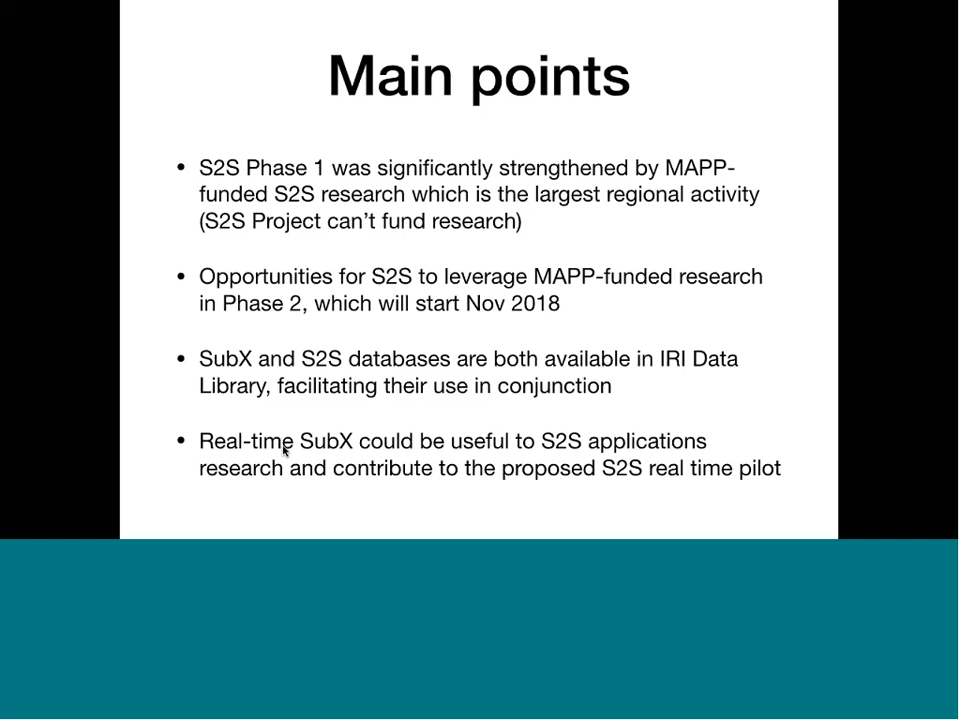 Main points
• S2S Phase 1 was significantly strengthened by MAPP-
funded S2S research which is the largest regional activity
(S2S Project can’t fund research)
• Opportunities for S2S to leverage MAPP-funded research
in Phase 2, which will start Nov 2018
• SubX and S2S databases are both available in IRI Data
Library, facilitating their use in conjunction
• Real-time SubX could be useful to S2S applications
research and contribute to the proposed S2S real time pilot